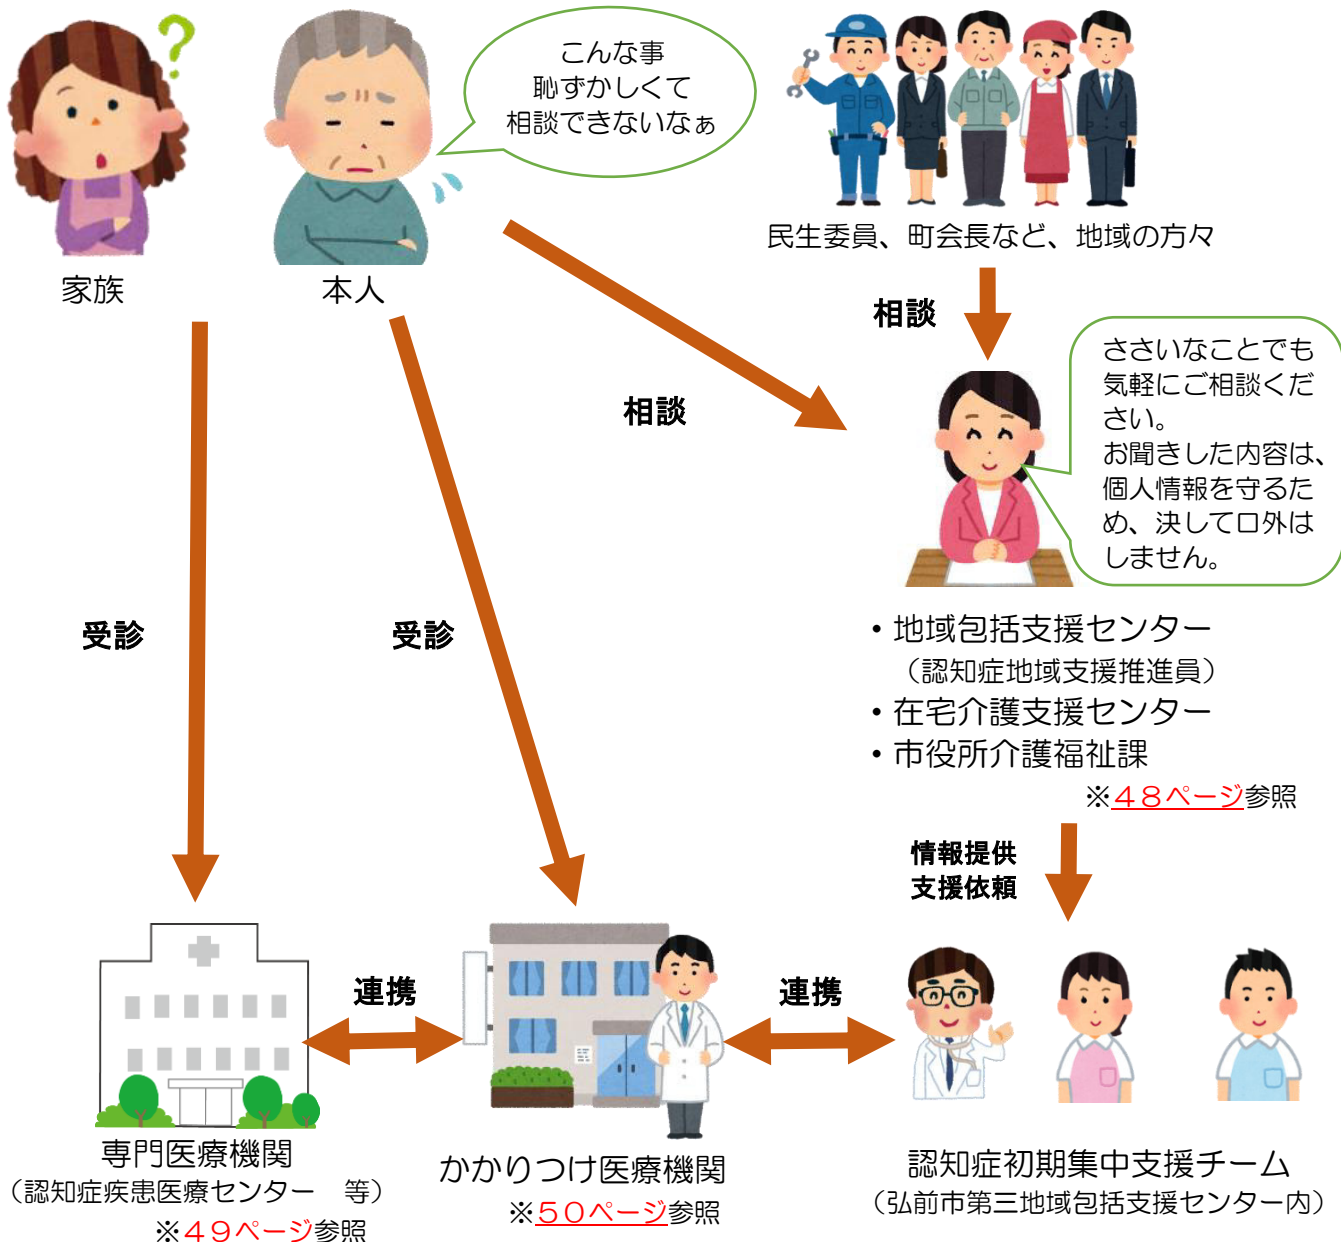 こんな事
恥ずかしくて
相談できないなぁ
家族
本人
民生委員、町会長など、地域の方々
相談
相談
ささいなことでも
気軽にご相談くだ
さい。
お聞きした内容は、
個人情報を守るた
め、決して口外は
しません。
受診
受診
・地域包括支援センター
（認知症地域支援推進員）
・在宅介護支援センター
・市役所介護福祉課
※４８ページ参照
情報提供
支援依頼
連携
連携
専門医療機関
（認知症疾患医療センター　等）
※４９ページ参照
かかりつけ医療機関
※５０ページ参照
認知症初期集中支援チーム
（弘前市第三地域包括支援センター内）